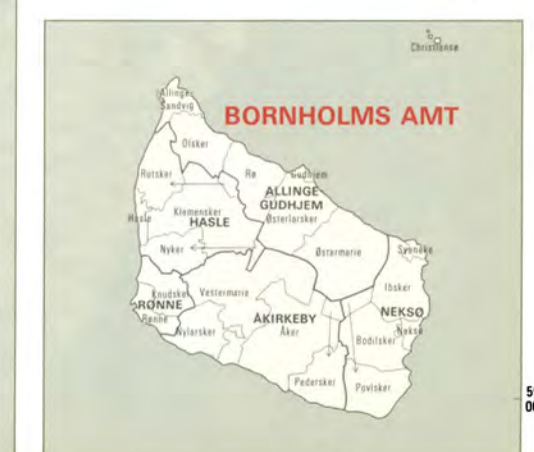 Christiansø
Allinge
Sandvig
BORNHOLMS AMT
Olsker
Rutsker
Rø
Gudhjem
ALLINGE
GUDHJEM
Klemensker
Hasle
HASLE
Østerlarsker
Nyker
Østermarie
Svaneke
Ibsker
Knudsker
Vestermarie
RØNNE
NEKSØ
Rønne
ÅKIRKEBY
Neksø
Nylarsker
Åker
Bodilsker
Pedersker
Povlsker